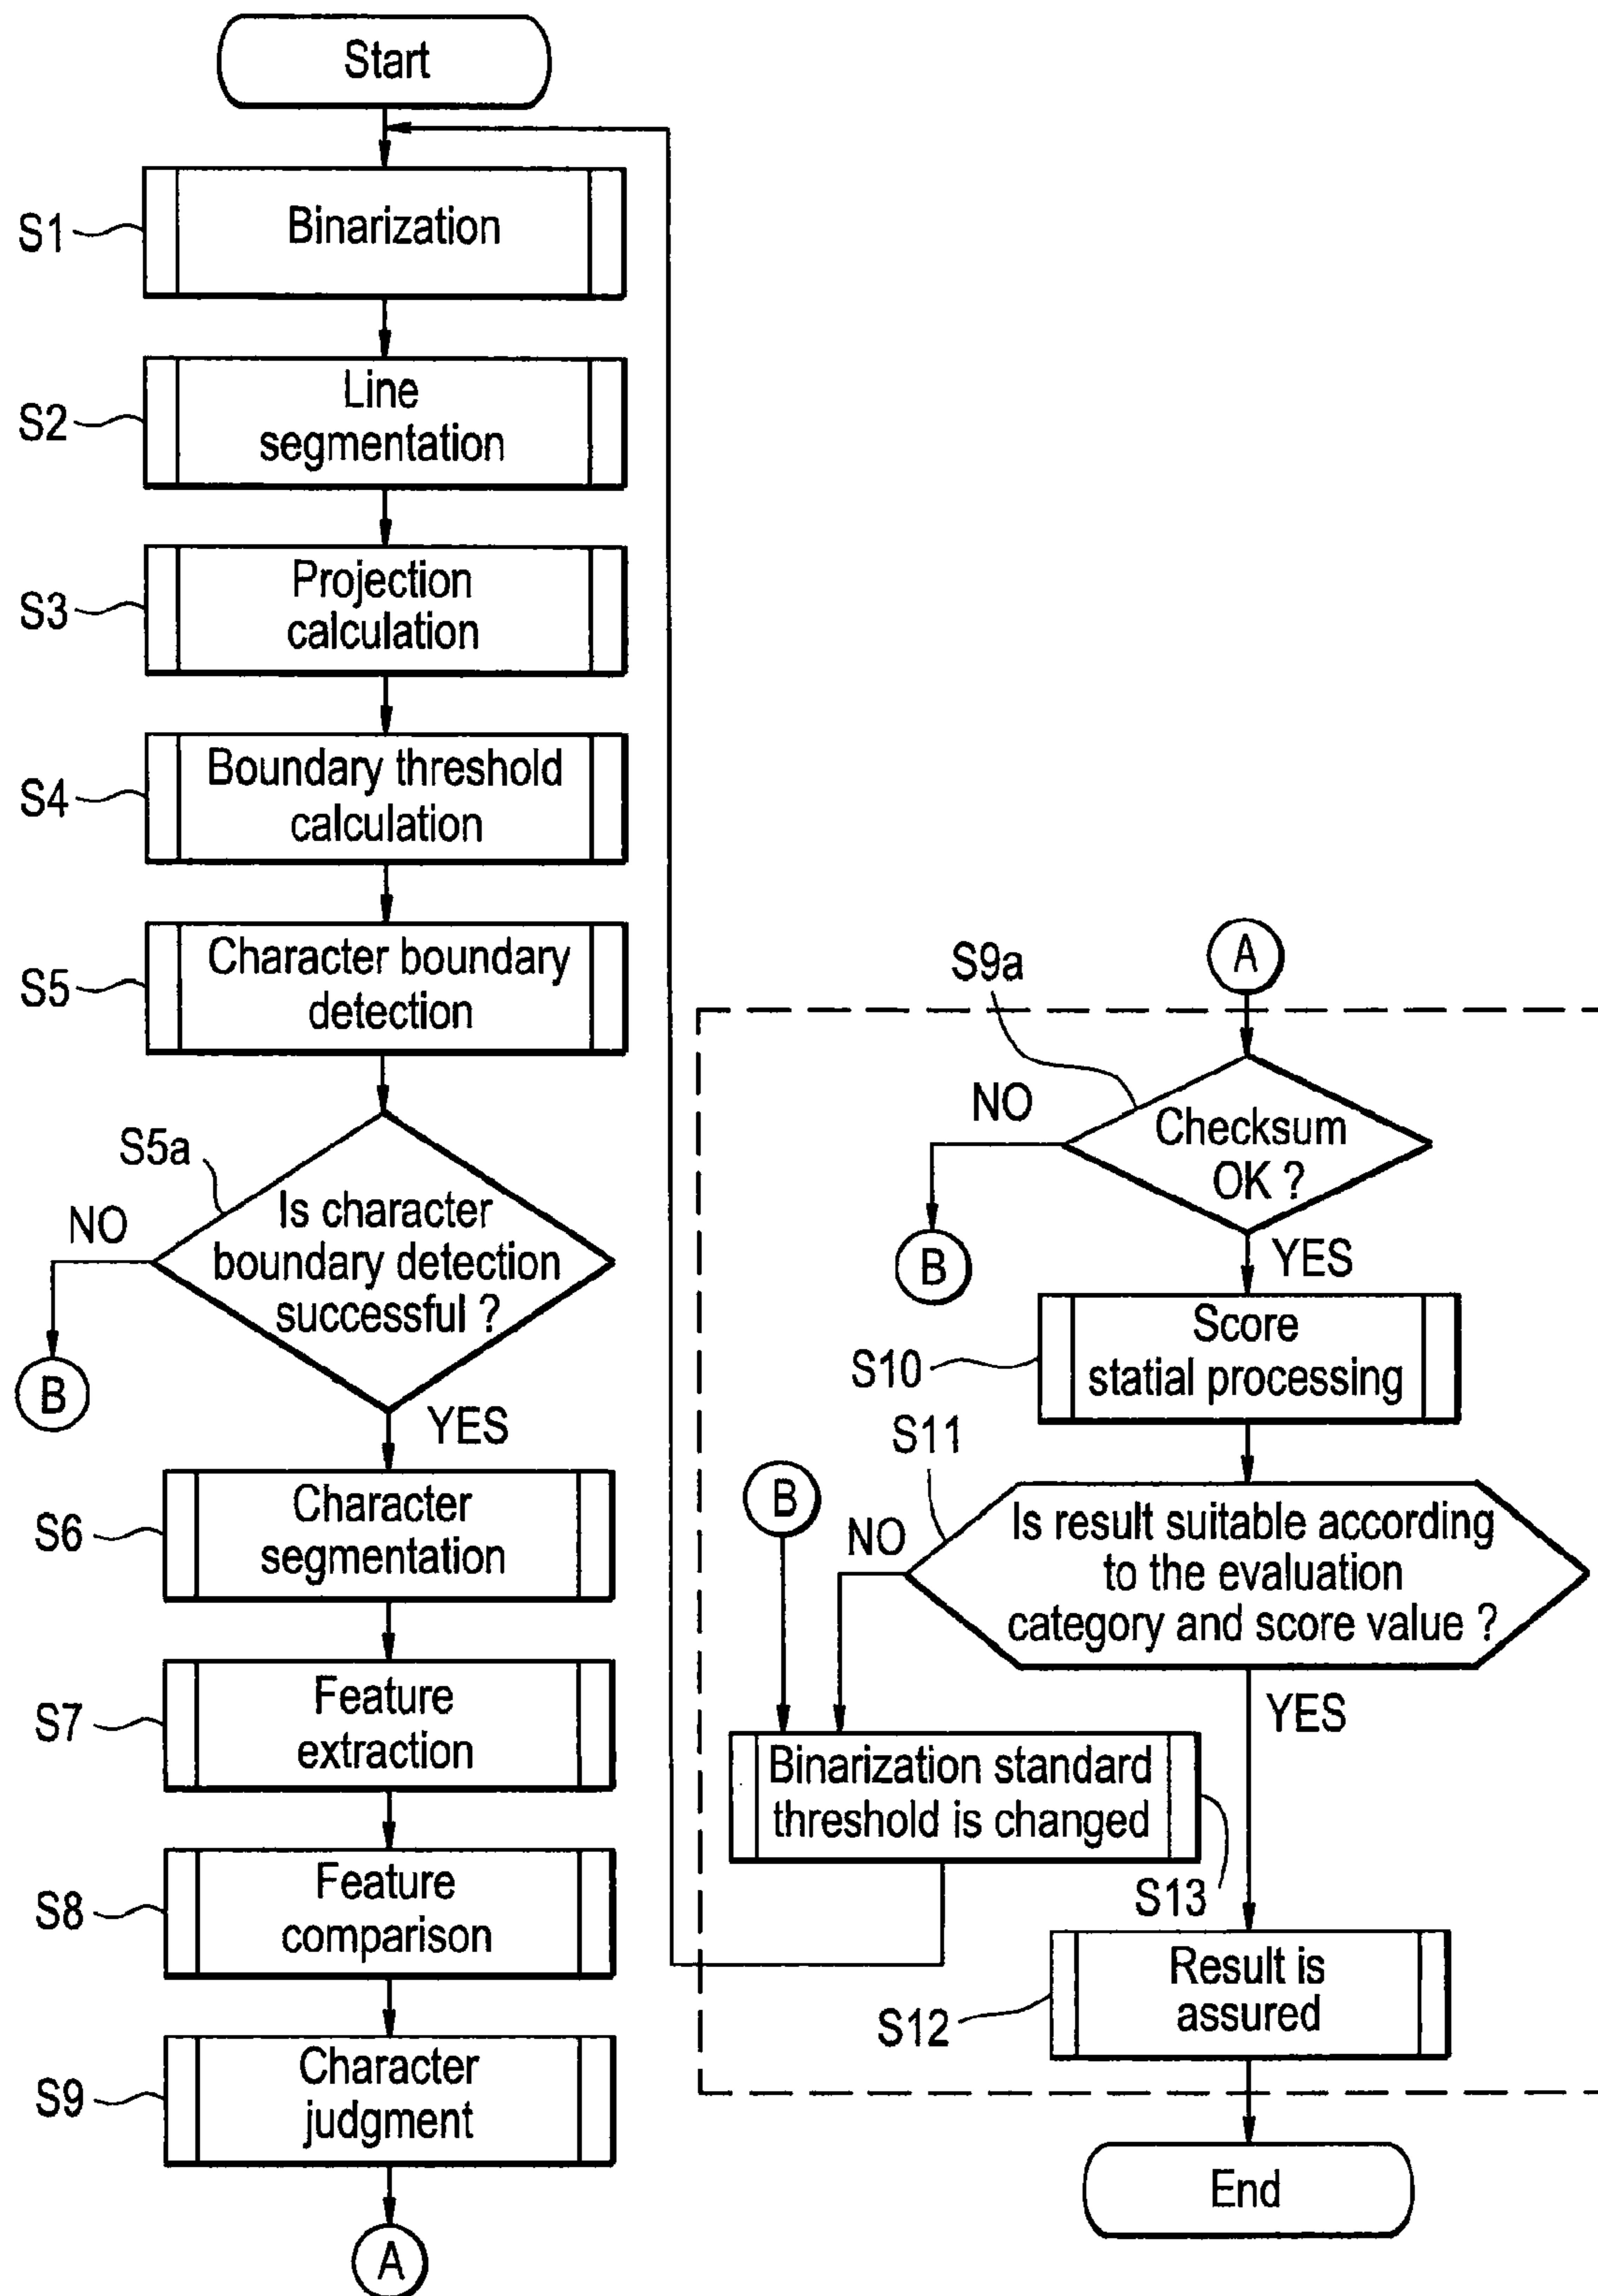 Start
S1
Binarization
S2
Line
segmentation
S3
Projection
calculation
S4
Boundary threshold
calculation
S5
Character boundary
detection
S5a
Is character
boundary detection
successful ?
NO
B
YES
S6
Character
segmentation
S7
Feature
extraction
S8
Feature
comparison
S9
Character
judgment
A
A
S9a
Checksum
OK ?
NO
B
YES
S10
Score
statial processing
S11
Is result suitable according
to the evaluation
category and score value ?
NO
B
YES
Binarization standard
threshold is changed
S13
S12
Result is
assured
End